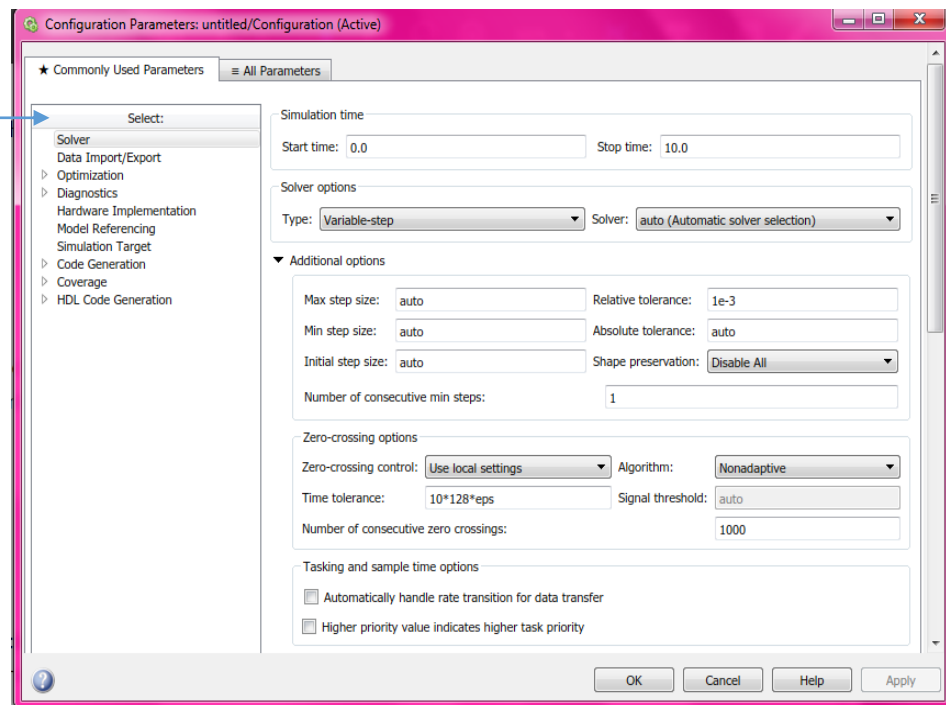 Configuration Parameters: untitled/Configuration (Active)
★ Commonly Used Parameters
≡ All Parameters
Select:
Solver
Data Import/Export
Optimization
Diagnostics
Hardware Implementation
Model Referencing
Simulation Target
Code Generation
Coverage
HDL Code Generation
Simulation time
Start time: 0.0 Stop time: 10.0
Solver options
Type: Variable-step Solver: auto (Automatic solver selection)
Additional options
Max step size: auto Relative tolerance: 1e-3
Min step size: auto Absolute tolerance: auto
Initial step size: auto Shape preservation: Disable All
Number of consecutive min steps: 1
Zero-crossing options
Zero-crossing control: Use local settings Algorithm: Nonadaptive
Time tolerance: 10*128*eps Signal threshold: auto
Number of consecutive zero crossings: 1000
Tasking and sample time options
Automatically handle rate transition for data transfer
Higher priority value indicates higher task priority
OK Cancel Help Apply